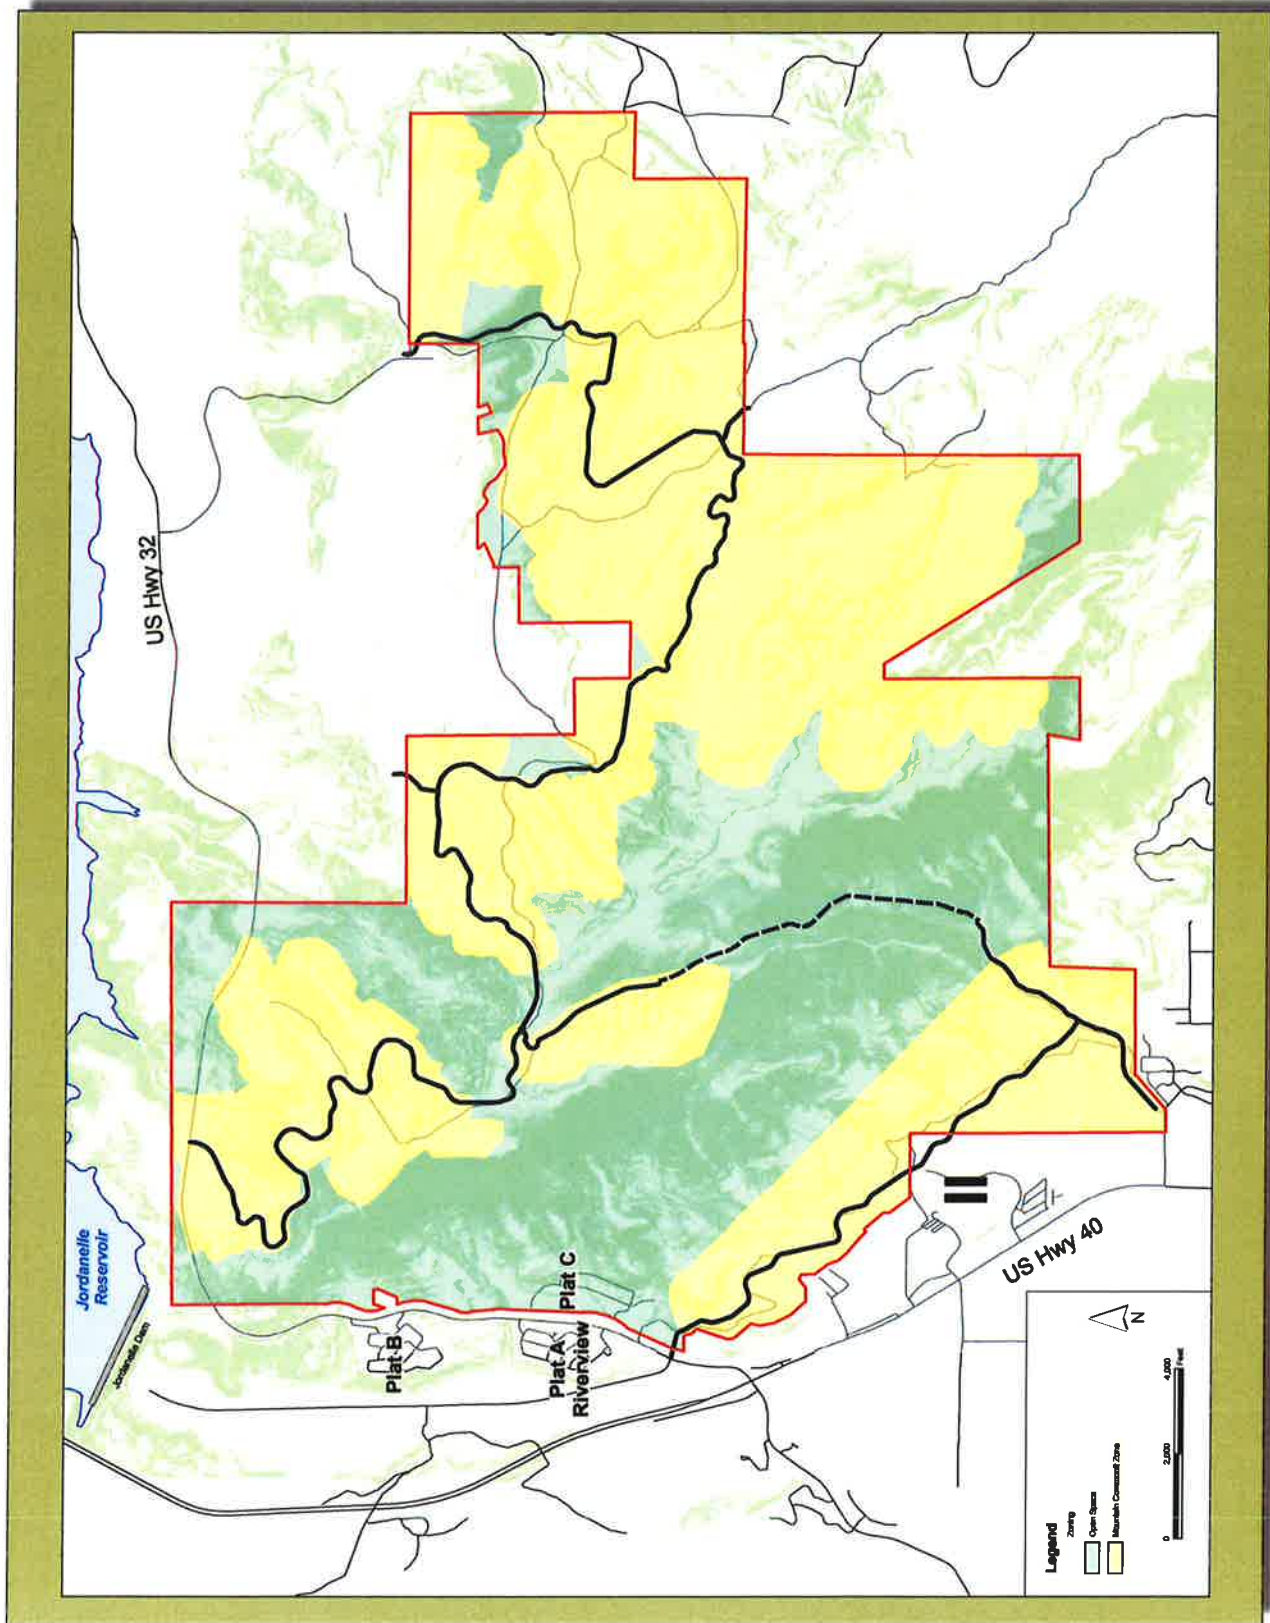 US Hwy 32
Jordanelle
Reservoir
Jordanelle Dam
Plat B
Plat C
Plat A
Riverview
US Hwy 40
N
Legend
Zoning
Open Space
Mountain Community Zone
0
2,000
4,000
Feet